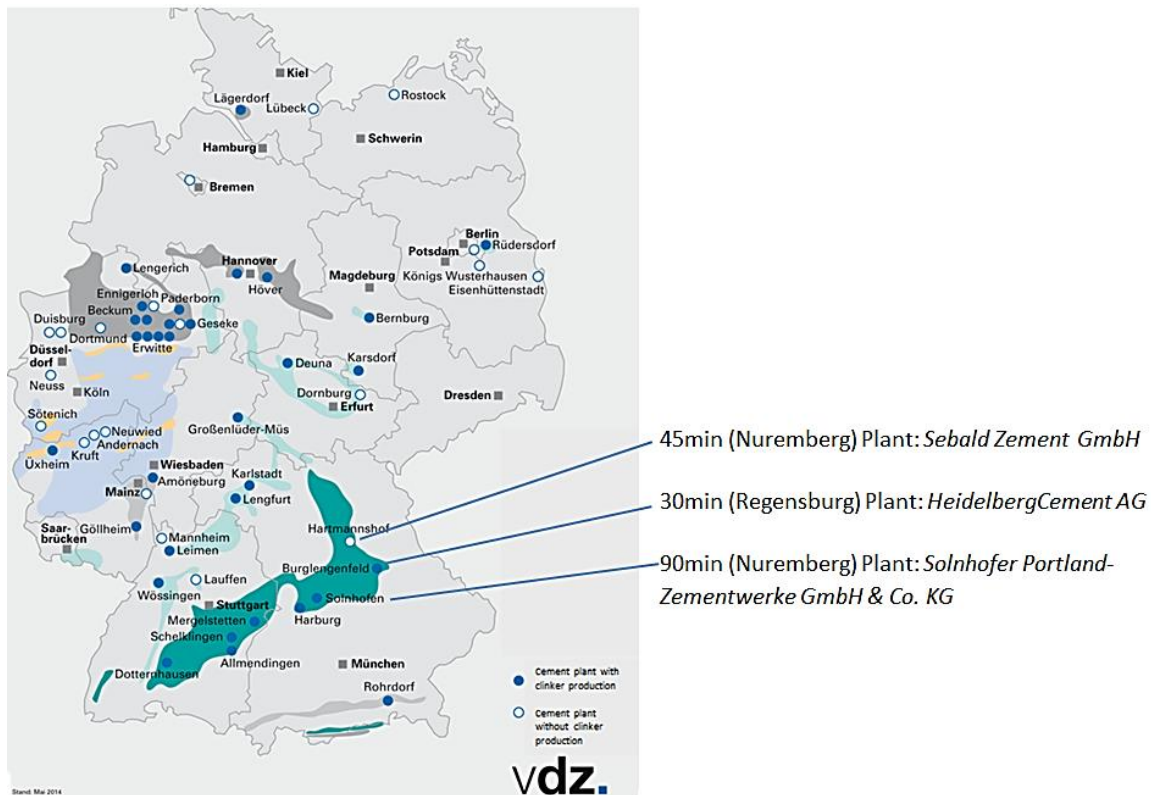 Kiel
Lägerdorf
Lübeck
Rostock
Schwerin
Hamburg
Bremen
Berlin
Rüdersdorf
Potsdam
Königs Wusterhausen
Eisenhüttenstadt
Lengerich
Hannover
Höver
Magdeburg
Ennigerloh
Paderborn
Beckum
Duisburg
Geseke
Bernburg
Dortmund
Erwitte
Düssel-
dorf
Neuss
Köln
Deuna
Karsdorf
Dornburg
Erfurt
Dresden
Sötenich
Neuwied
Andernach
Kruft
Üxheim
Großenlüder-Müs
Wiesbaden
Amöneburg
Mainz
Karlstadt
Lengfurt
Saar-
brücken
Göllheim
Mannheim
Leimen
Hartmannshof
Burglengenfeld
Lauffen
Wössingen
Stuttgart
Solnhofen
Harburg
Mergelstetten
Schelklingen
Allmendingen
Dotternhausen
München
Rohrdorf
45min (Nuremberg) Plant: Sebald Zement GmbH
30min (Regensburg) Plant: HeidelbergCement AG
90min (Nuremberg) Plant: Solnhofer Portland-
Zementwerke GmbH & Co. KG
Cement plant with
clinker production
Cement plant
without clinker
production
vdz.
Stand: Mai 2014